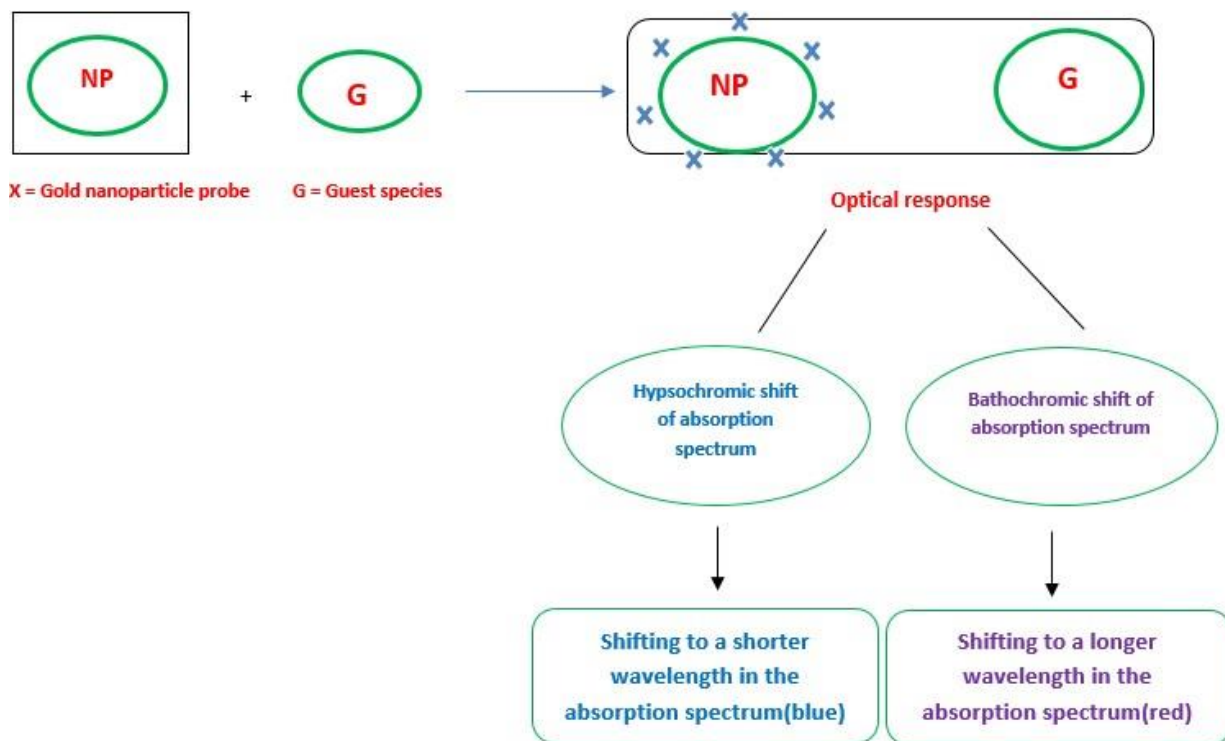 NP
+
G
NP
G
X = Gold nanoparticle probe
G = Guest species
Optical response
Hypsochromic shift
of absorption
spectrum
Bathochromic shift of
absorption spectrum
Shifting to a shorter
wavelength in the
absorption spectrum(blue)
Shifting to a longer
wavelength in the
absorption spectrum(red)